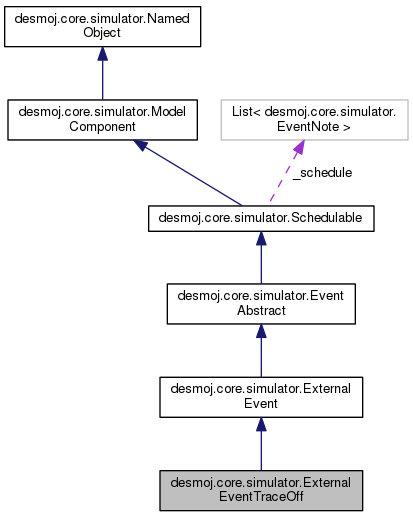 desmoj.core.simulator.Named
Object
desmoj.core.simulator.Model
Component
List< desmoj.core.simulator.
EventNote >
_schedule
desmoj.core.simulator.Schedulable
desmoj.core.simulator.Event
Abstract
desmoj.core.simulator.External
Event
desmoj.core.simulator.External
EventTraceOff